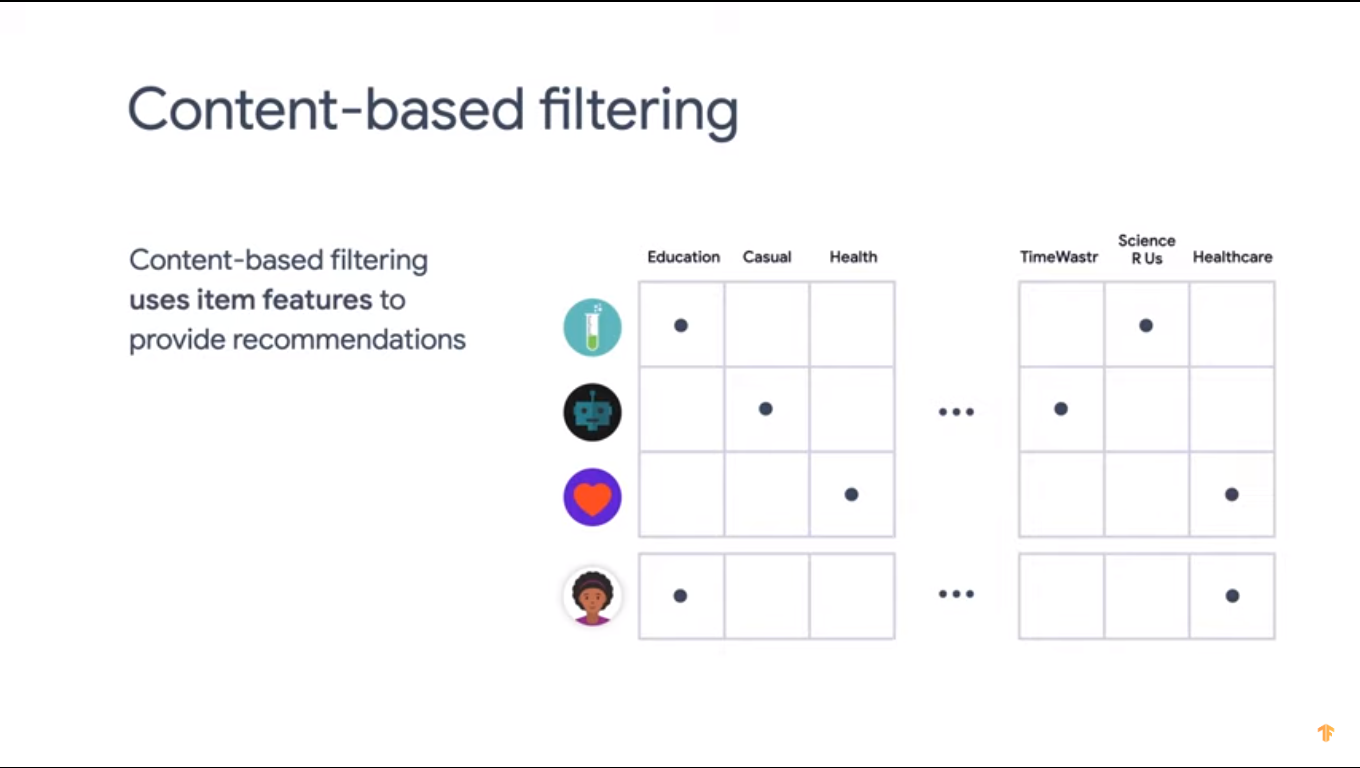 Content-based filtering
Content-based filtering
uses item features to
provide recommendations
Education Casual Health
TimeWastr Science R Us Healthcare